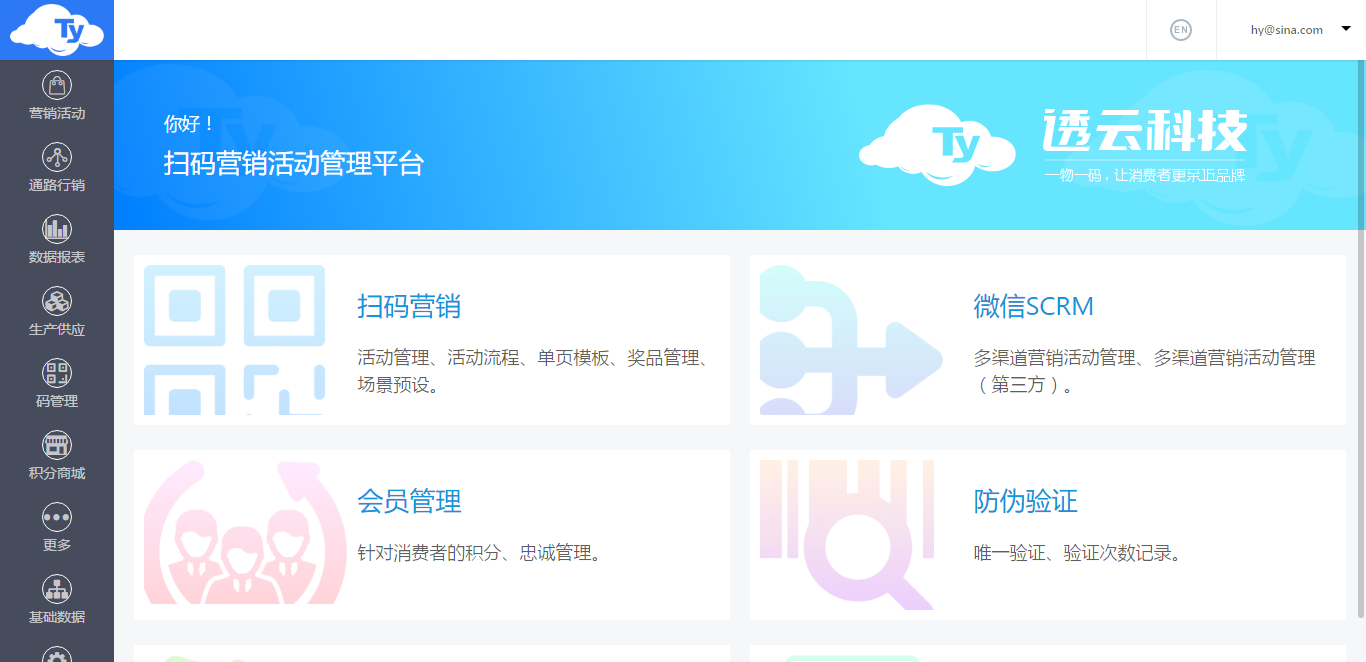 Ty
EN
hy@sina.com
营销活动
通路行销
数据报表
生产供应
码管理
积分商城
更多
基础数据
你好！
扫码营销活动管理平台
Ty
透云科技
一物一码，让消费者更亲近品牌
Ty
Ty
扫码营销
活动管理、活动流程、单页模板、奖品管理、
场景预设。
微信SCRM
多渠道营销活动管理、多渠道营销活动管理
（第三方）。
会员管理
针对消费者的积分、忠诚管理。
防伪验证
唯一验证、验证次数记录。